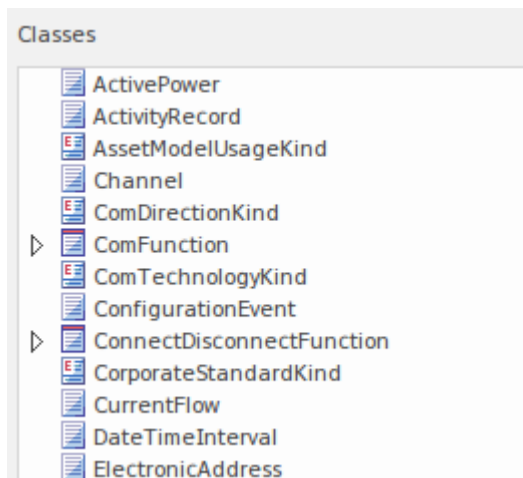 Classes
ActivePower
ActivityRecord
AssetModelUsageKind
Channel
ComDirectionKind
ComFunction
ComTechnologyKind
ConfigurationEvent
ConnectDisconnectFunction
CorporateStandardKind
CurrentFlow
DateTimeInterval
ElectronicAddress